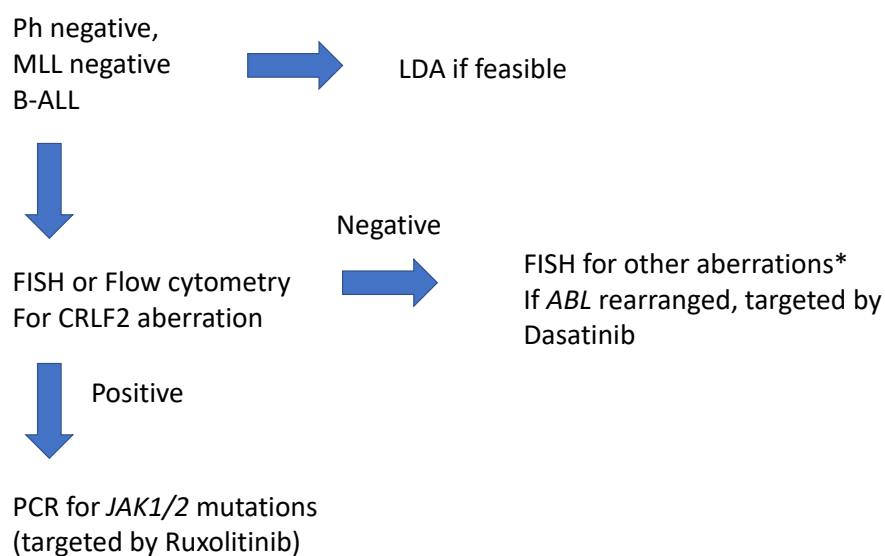 Ph negative,
MLL negative
B-ALL
LDA if feasible
Negative
FISH or Flow cytometry
For CRLF2 aberration
FISH for other aberrations*
If ABL rearranged, targeted by
Dasatinib
Positive
PCR for JAK1/2 mutations
(targeted by Ruxolitinib)